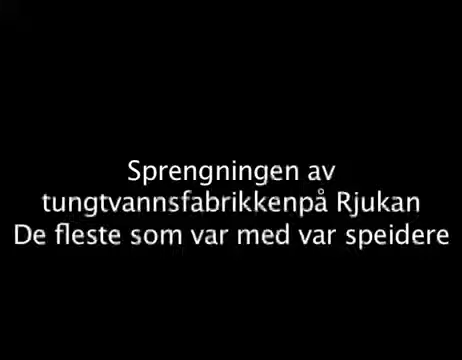 Sprengningen av
tungtvannsfabrikkenpå Rjukan
De fleste som var med var speidere